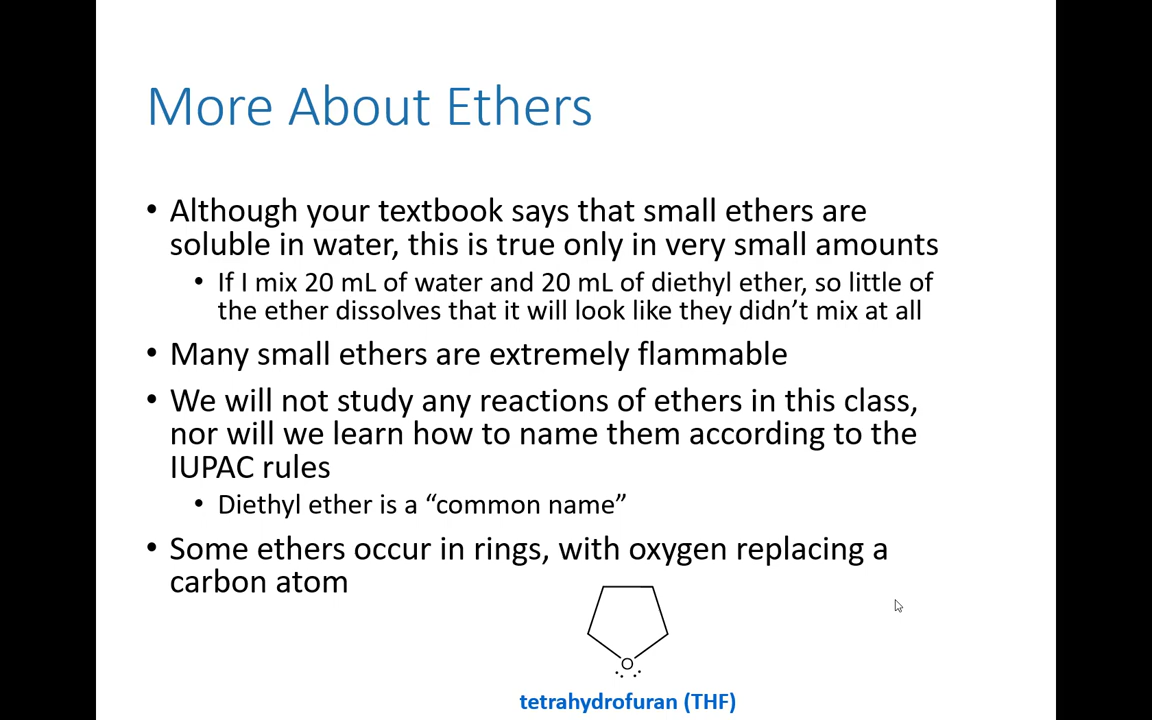 More About Ethers
• Although your textbook says that small ethers are
soluble in water, this is true only in very small amounts
• If I mix 20 mL of water and 20 mL of diethyl ether, so little of
the ether dissolves that it will look like they didn’t mix at all
• Many small ethers are extremely flammable
• We will not study any reactions of ethers in this class,
nor will we learn how to name them according to the
IUPAC rules
• Diethyl ether is a “common name”
• Some ethers occur in rings, with oxygen replacing a
carbon atom
O
tetrahydrofuran (THF)